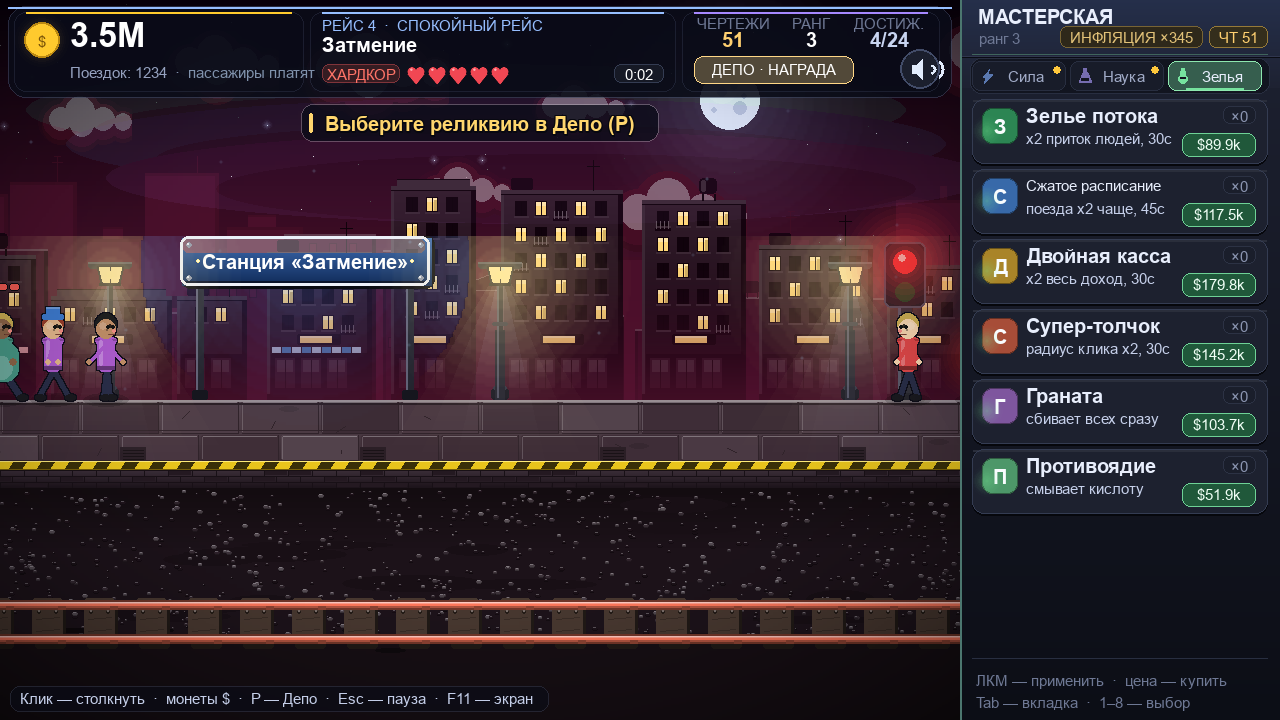 $
3.5M
Поездок: 1234 · пассажиры платят
РЕЙС 4 · СПОКОЙНЫЙ РЕЙС
Затмение
ХАРДКОР
0:02
ЧЕРТЕЖИ РАНГ ДОСТИЖ.
51 3 4/24
ДЕПО · НАГРАДА
Выберите реликвию в Депо (P)
·Станция «Затмение»·
МАСТЕРСКАЯ
ранг 3
ИНФЛЯЦИЯ ×345
ЧТ 51
Сила Наука Зелья
З
Зелье потока
×0
x2 приток людей, 30с
$89.9k
С
Сжатое расписание
×0
поезда x2 чаще, 45с
$117.5k
Д
Двойная касса
×0
x2 весь доход, 30с
$179.8k
С
Супер-толчок
×0
радиус клика x2, 30с
$145.2k
Г
Граната
×0
сбивает всех сразу
$103.7k
П
Противоядие
×0
смывает кислоту
$51.9k
ЛКМ — применить · цена — купить
Tab — вкладка · 1–8 — выбор
Клик — столкнуть · монеты $ · P — Депо · Esc — пауза · F11 — экран